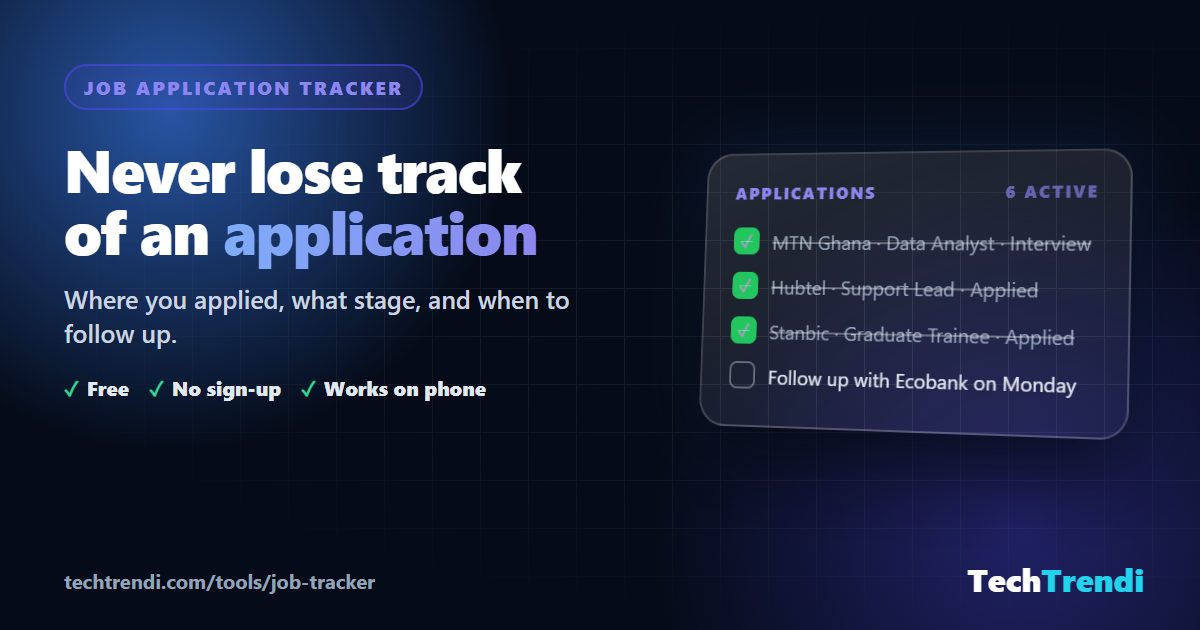 JOB APPLICATION TRACKER
Never lose track
of an application
Where you applied, what stage, and when to
follow up.
✓ Free ✓ No sign-up ✓ Works on phone
APPLICATIONS 6 ACTIVE
✓ MTN Ghana · Data Analyst · Interview
✓ Hubtel · Support Lead · Applied
✓ Stanbic · Graduate Trainee · Applied
Follow up with Ecobank on Monday
techtrendi.com/tools/job-tracker
TechTrendi